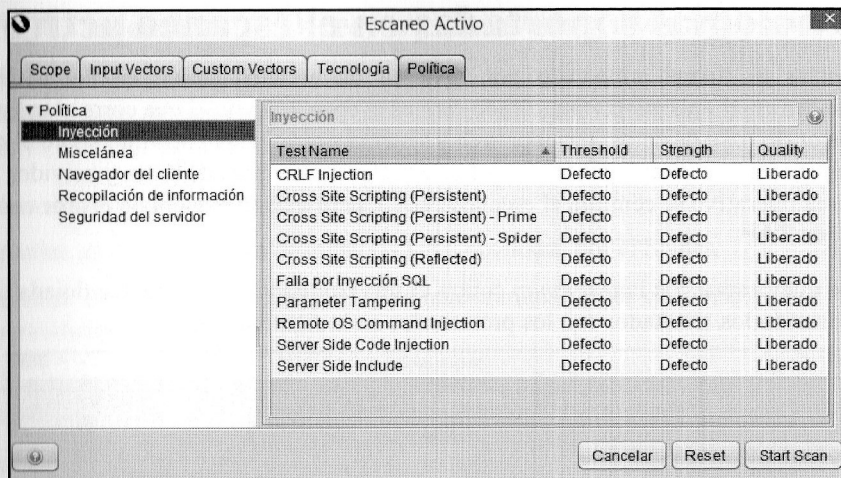 Escaneo Activo
Scope Input Vectors Custom Vectors Tecnología Política
Política
Inyección
Miscelánea
Navegador del cliente
Recopilación de información
Seguridad del servidor
Inyección
Test Name Threshold Strength Quality
CRLF Injection Defecto Defecto Liberado
Cross Site Scripting (Persistent) Defecto Defecto Liberado
Cross Site Scripting (Persistent) - Prime Defecto Defecto Liberado
Cross Site Scripting (Persistent) - Spider Defecto Defecto Liberado
Cross Site Scripting (Reflected) Defecto Defecto Liberado
Falla por Inyección SQL Defecto Defecto Liberado
Parameter Tampering Defecto Defecto Liberado
Remote OS Command Injection Defecto Defecto Liberado
Server Side Code Injection Defecto Defecto Liberado
Server Side Include Defecto Defecto Liberado
Cancelar Reset Start Scan